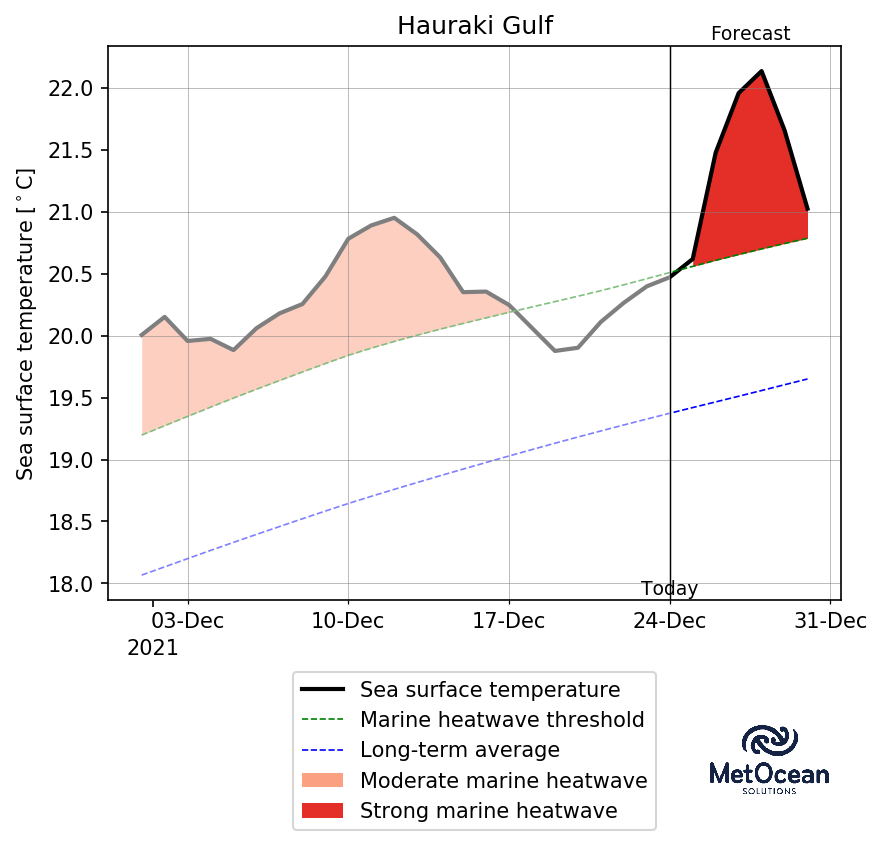 Hauraki Gulf
Forecast
22.0
21.5
21.0
20.5
20.0
19.5
19.0
18.5
18.0
Sea surface temperature [°C]
Today
03-Dec 10-Dec 17-Dec 24-Dec 31-Dec
2021
Sea surface temperature
Marine heatwave threshold
Long-term average
Moderate marine heatwave
Strong marine heatwave
MetOcean
SOLUTIONS